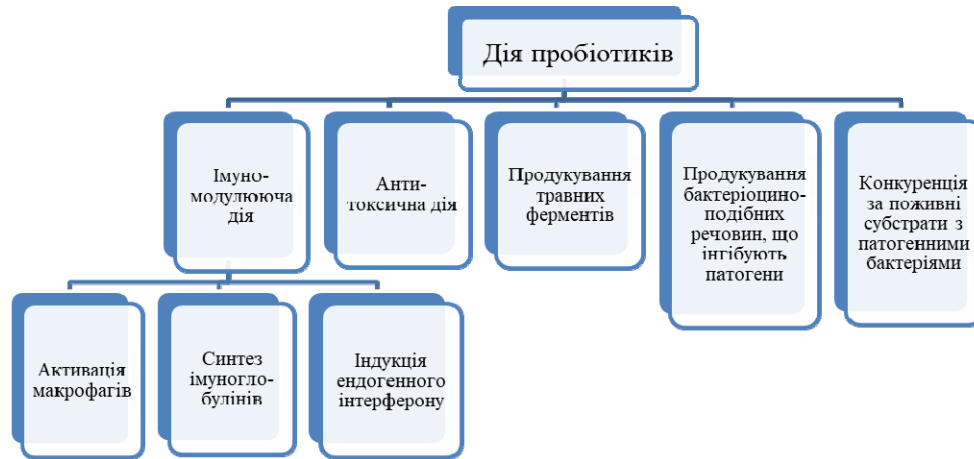 Дія пробіотиків
Імуно-
модулююча
дія
Анти-
токсична дія
Продукування
травних
ферментів
Продукування
бактеріоцино-
подібних
речовин, що
інгібують
патогени
Конкуренція
за поживні
субстрати з
патогенними
бактеріями
Активація
макрофагів
Синтез
імуногло-
булінів
Індукція
ендогенного
інтерферону